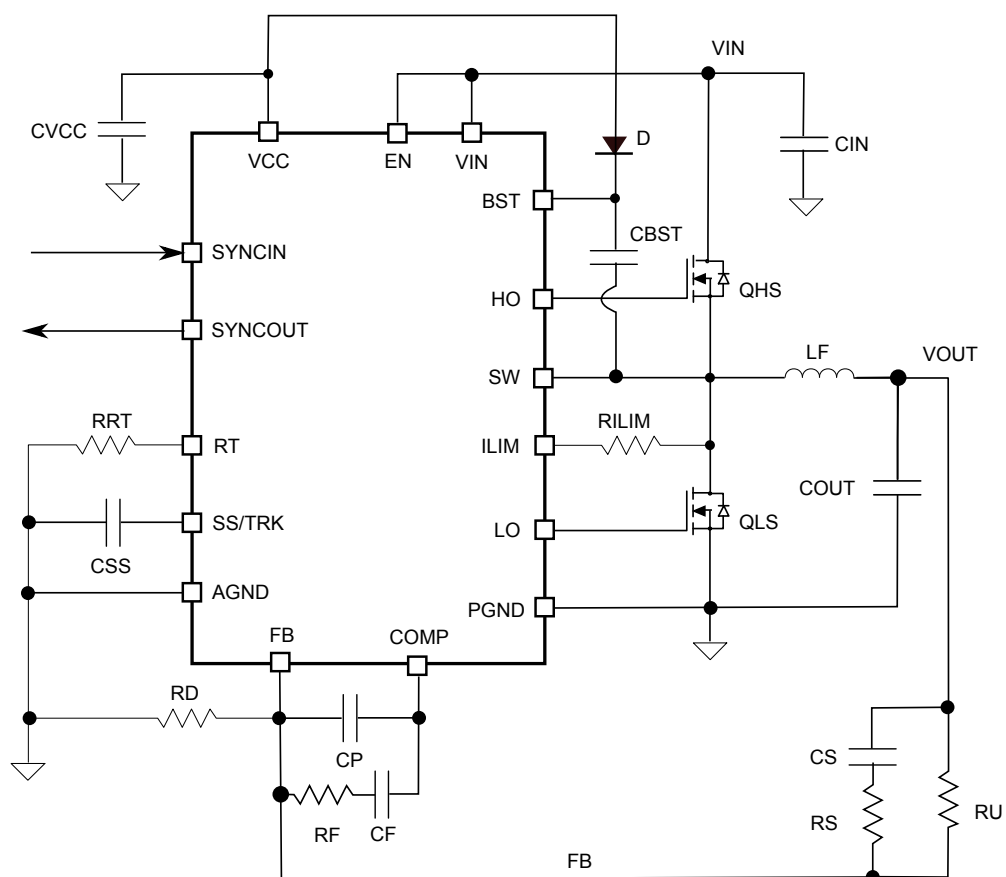 VIN
CVCC
VCC
EN
VIN
D
CIN
BST
CBST
SYNCIN
HO
QHS
SYNCOUT
LF
VOUT
SW
RRT
RT
ILIM
RILIM
COUT
SS/TRK
LO
QLS
CSS
AGND
PGND
FB
COMP
RD
CP
CS
RF
CF
RS
RU
FB